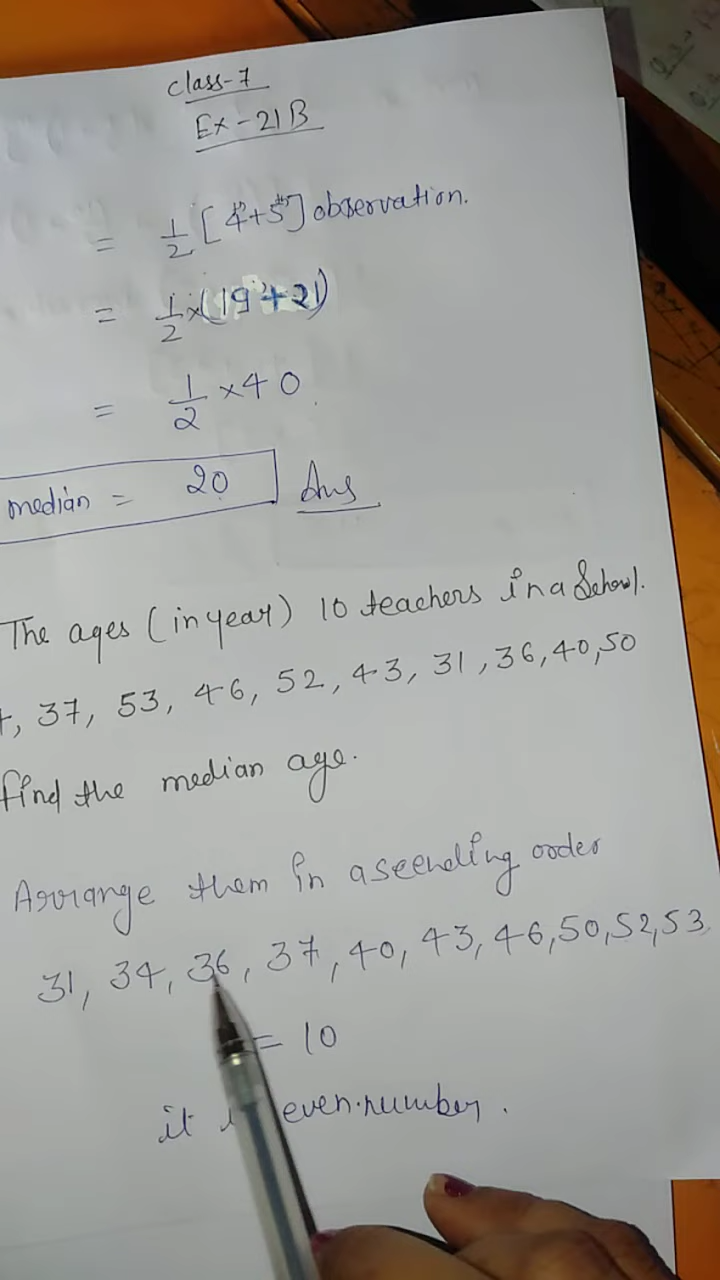 class-7
Ex-21B
= 1/2 [4th+5th] observation.
= 1/2 ×(19+21)
= 1/2 ×40
median = 20 Ans
The ages (in year) 10 teachers in a School.
, 37, 53, 46, 52, 43, 31, 36, 40, 50
find the median age.
Arrange them in ascending order
31, 34, 36, 37, 40, 43, 46, 50, 52, 53
= 10
it even number.